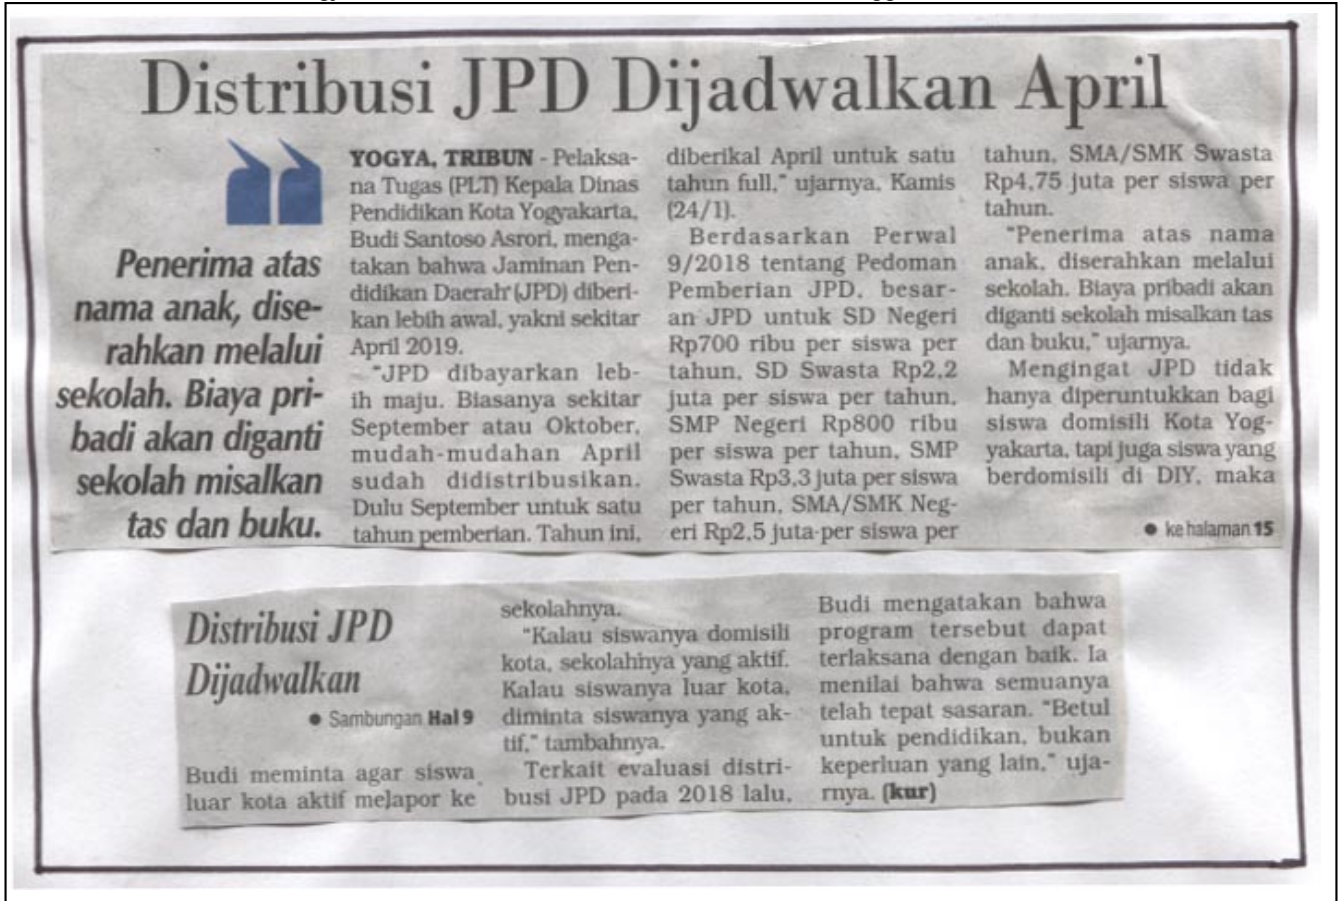 Distribusi JPD Dijadwalkan April
Penerima atas
nama anak, dise-
rahkan melalui
sekolah. Biaya pri-
badi akan diganti
sekolah misalkan
tas dan buku.
YOGYA, TRIBUN - Pelaksa-
na Tugas (PLT) Kepala Dinas
Pendidikan Kota Yogyakarta,
Budi Santoso Asrori, menga-
takan bahwa Jaminan Pen-
didikan Daerah (JPD) diberi-
kan lebih awal, yakni sekitar
April 2019.
"JPD dibayarkan leb-
ih maju. Biasanya sekitar
September atau Oktober,
mudah-mudahan April
sudah didistribusikan.
Dulu September untuk satu
tahun pemberian. Tahun ini,
diberikal April untuk satu
tahun full," ujarnya, Kamis
(24/1).
Berdasarkan Perwal
9/2018 tentang Pedoman
Pemberian JPD, besar-
an JPD untuk SD Negeri
Rp700 ribu per siswa per
tahun, SD Swasta Rp2,2
juta per siswa per tahun,
SMP Negeri Rp800 ribu
per siswa per tahun, SMP
Swasta Rp3,3 juta per siswa
per tahun, SMA/SMK Neg-
eri Rp2,5 juta per siswa per
tahun, SMA/SMK Swasta
Rp4,75 juta per siswa per
tahun.
"Penerima atas nama
anak, diserahkan melalui
sekolah. Biaya pribadi akan
diganti sekolah misalkan tas
dan buku," ujarnya.
Mengingat JPD tidak
hanya diperuntukkan bagi
siswa domisili Kota Yog-
yakarta, tapi juga siswa yang
berdomisili di DIY, maka
● ke halaman 15
Distribusi JPD
Dijadwalkan
● Sambungan Hal 9
Budi meminta agar siswa
luar kota aktif melapor ke
sekolahnya.
"Kalau siswanya domisili
kota, sekolahnya yang aktif.
Kalau siswanya luar kota,
diminta siswanya yang ak-
tif," tambahnya.
Terkait evaluasi distri-
busi JPD pada 2018 lalu,
Budi mengatakan bahwa
program tersebut dapat
terlaksana dengan baik. Ia
menilai bahwa semuanya
telah tepat sasaran. "Betul
untuk pendidikan, bukan
keperluan yang lain," uja-
rnya. (kur)